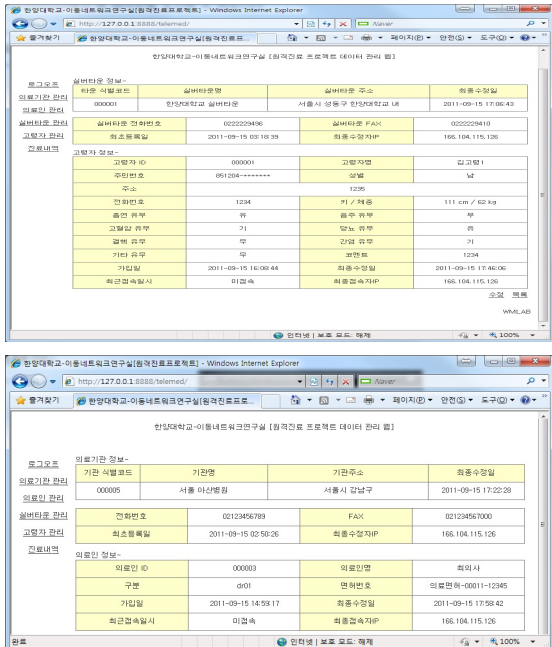 한양대학교-이동네트워크연구실[원격진료프로젝트] - Windows Internet Explorer
http://127.0.0.1:8888/telemed/ Naver
즐겨찾기 한양대학교-이동네트워크연구실[원격진료프로... 페이지(P) 안전(S) 도구(O)
한양대학교-이동네트워크연구실 [원격진료 프로젝트 데이터 관리 웹]
로그오프
의료기관 관리
의료인 관리
실버타운 관리
고령자 관리
진료내역
실버타운 정보-
타운 식별코드 실버타운명 실버타운 주소 최종수정일
000001 한양대학교 실버타운 서울시 성동구 한양대학교 내 2011-09-15 17:06:43
실버타운 전화번호 0222229496 실버타운 FAX 0222229410
최초등록일 2011-09-15 03:18:39 최종수정자IP 166.104.115.126
고령자 정보-
고령자 ID 000001 고령자명 김고령1
주민번호 851204-******* 성별 남
주소 1235
전화번호 1234 키 / 체중 111 cm / 62 kg
흡연 유무 유 음주 유무 부
고혈압 유무 기 당뇨 유무 유
결핵 유무 무 간염 유무 기
기타 유무 무 코멘트 1234
가입일 2011-09-15 16:08:44 최종수정일 2011-09-15 17:46:06
최근접속일시 미접속 최종접속자IP 166.104.115.126
수정 목록
WMLAB
인터넷 | 보호 모드: 해제 100%
한양대학교-이동네트워크연구실[원격진료프로젝트] - Windows Internet Explorer
http://127.0.0.1:8888/telemed/ Naver
즐겨찾기 한양대학교-이동네트워크연구실[원격진료프로... 페이지(P) 안전(S) 도구(O)
한양대학교-이동네트워크연구실 [원격진료 프로젝트 데이터 관리 웹]
로그오프
의료기관 관리
의료인 관리
실버타운 관리
고령자 관리
진료내역
의료기관 정보-
기관 식별코드 기관명 기관주소 최종수정일
000005 서울 아산병원 서울시 강남구 2011-09-15 17:22:28
전화번호 02123456789 FAX 021234567000
최초등록일 2011-09-15 02:50:26 최종수정자IP 166.104.115.126
의료인 정보-
의료인 ID 000003 의료인명 최의사
구분 dr01 면허번호 의료면허-00011-12345
가입일 2011-09-15 14:59:17 최종수정일 2011-09-15 17:58:42
최근접속일시 미접속 최종접속자IP 166.104.115.126
완료 인터넷 | 보호 모드: 해제 100%